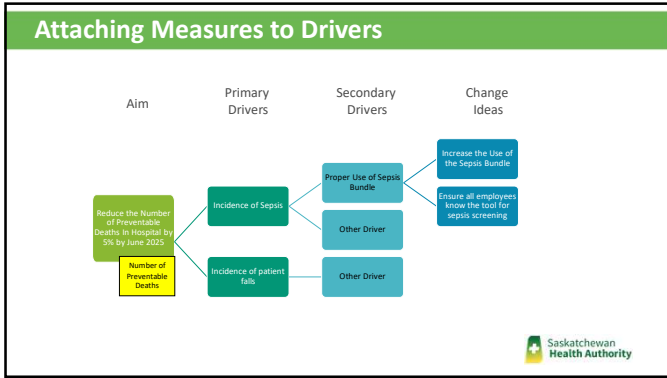 Attaching Measures to Drivers
Aim
Primary
Drivers
Secondary
Drivers
Change
Ideas
Reduce the Number
of Preventable
Deaths In Hospital by
5% by June 2025
Number of
Preventable
Deaths
Incidence of Sepsis
Incidence of patient
falls
Proper Use of Sepsis
Bundle
Other Driver
Other Driver
Increase the Use of
the Sepsis Bundle
Ensure all employees
know the tool for
sepsis screening
Saskatchewan
Health Authority